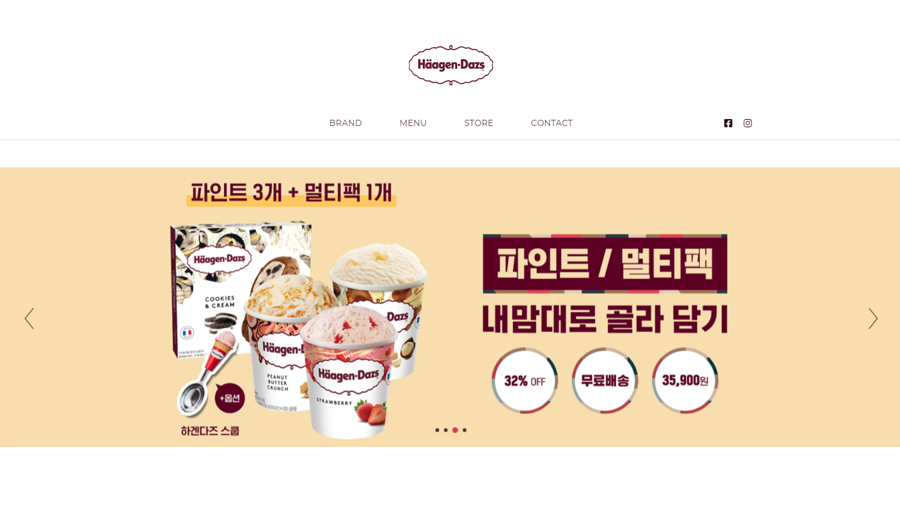 Häagen-Dazs
BRAND MENU STORE CONTACT
파인트 3개 + 멀티팩 1개
Häagen-Dazs
COOKIES
& CREAM
Häagen-D
PEANUT
BUTTER
CRUNCH
Häagen-Dazs
STRAWBERRY
+옵션
하겐다즈 스쿱
파인트 / 멀티팩
내맘대로 골라 담기
32% OFF
무료배송
35,900원